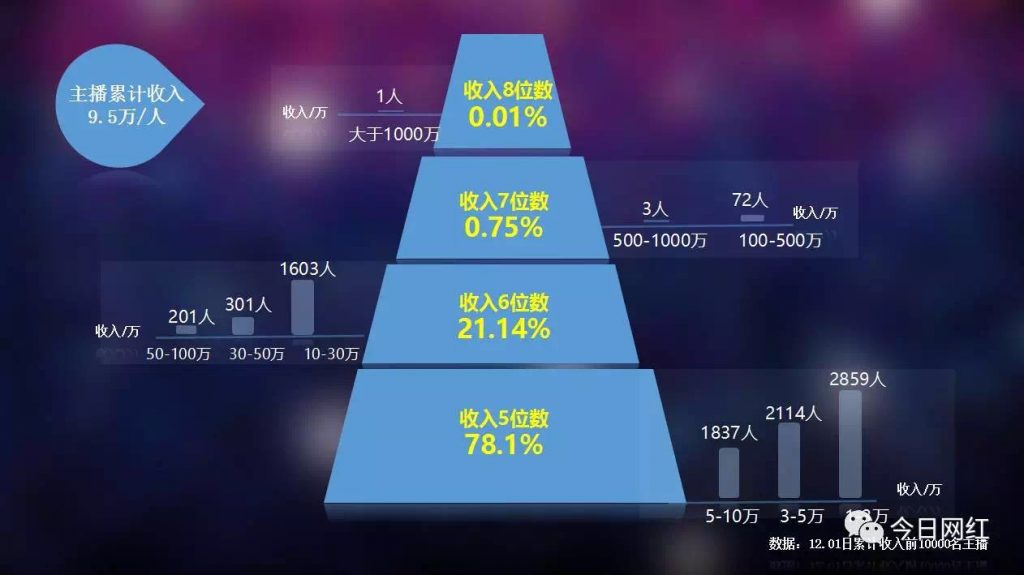 主播累计收入
9.5万/人
收入8位数
0.01%
1人
收入/万
大于1000万
收入7位数
0.75%
3人
72人
收入/万
500-1000万
100-500万
收入6位数
21.14%
1603人
301人
201人
收入/万
50-100万
30-50万
10-30万
收入5位数
78.1%
2859人
2114人
1837人
收入/万
5-10万
3-5万
今日网红
数据：12.01日累计收入前10000名主播